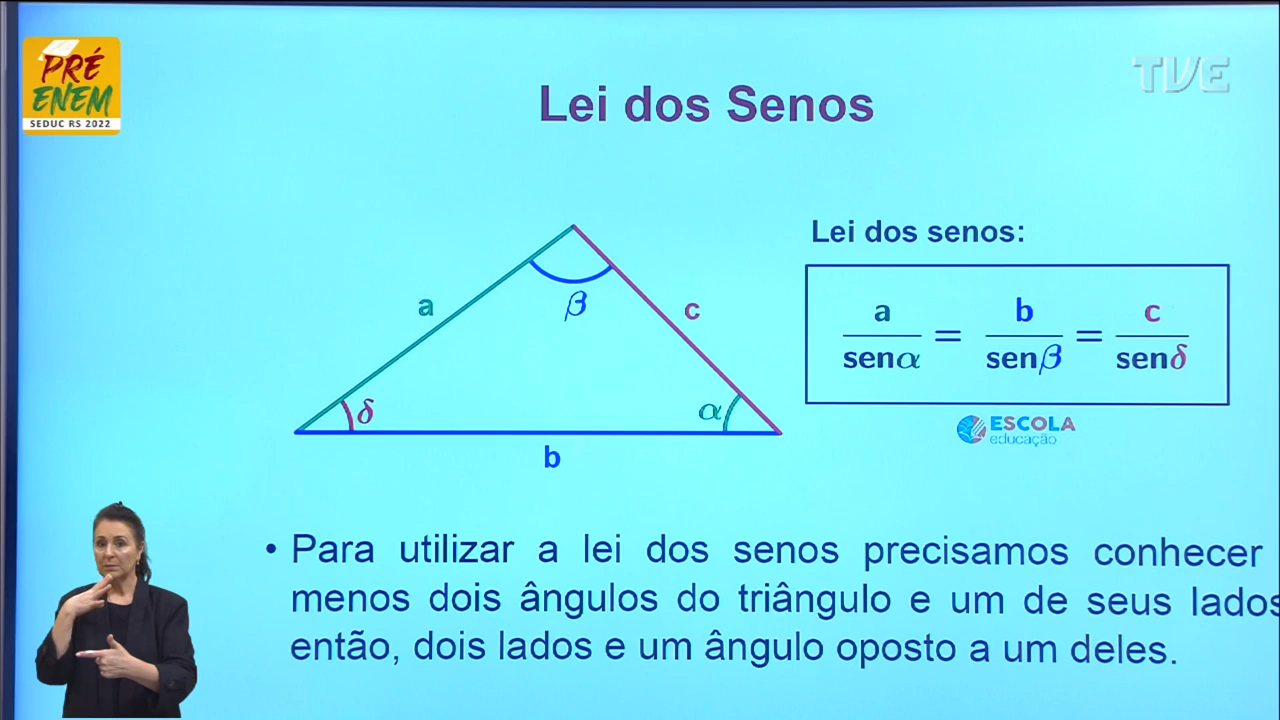 PRÉ
ENEM
SEDUC RS 2022
TVE
Lei dos Senos
Lei dos senos:
a
β
c
δ
α
b
a/senα = b/senβ = c/senδ
ESCOLA
educação
• Para utilizar a lei dos senos precisamos conhecer
menos dois ângulos do triângulo e um de seus lados
então, dois lados e um ângulo oposto a um deles.